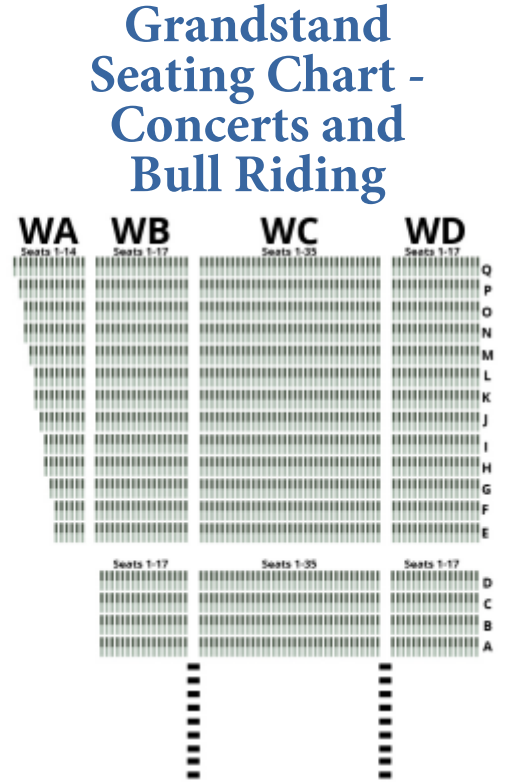 Grandstand
Seating Chart -
Concerts and
Bull Riding
WA WB WC WD
Seats 1-14 Seats 1-17 Seats 1-35 Seats 1-17
Q
P
O
N
M
L
K
J
I
H
G
F
E
Seats 1-17 Seats 1-35 Seats 1-17
D
C
B
A